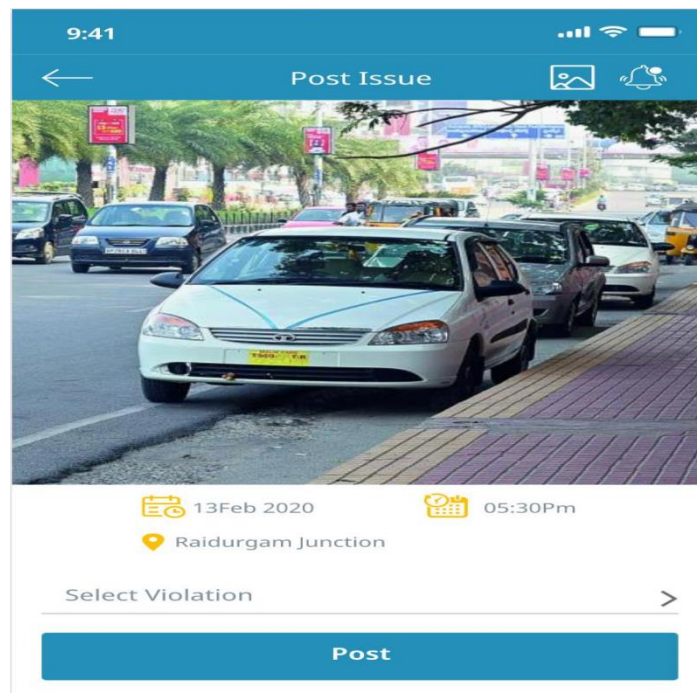 9:41
Post Issue
13Feb 2020
05:30Pm
Raidurgam Junction
Select Violation
Post